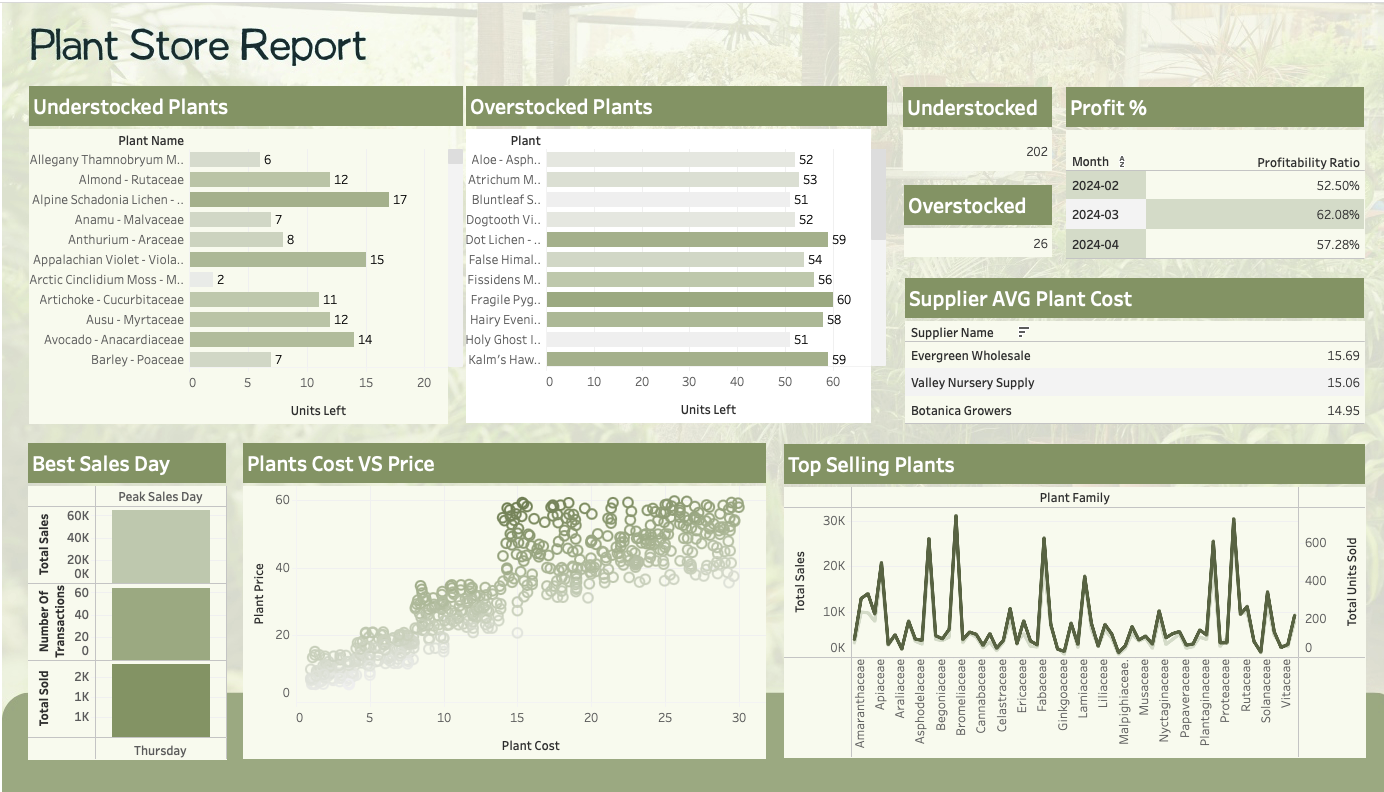 Plant Store Report
Understocked Plants
Plant Name
Allegany Thamnobryum M.. 6
Almond - Rutaceae 12
Alpine Schadonia Lichen - .. 17
Anamu - Malvaceae 7
Anthurium - Araceae 8
Appalachian Violet - Viola.. 15
Arctic Cinclidium Moss - M.. 2
Artichoke - Cucurbitaceae 11
Ausu - Myrtaceae 12
Avocado - Anacardiaceae 14
Barley - Poaceae 7
0 5 10 15 20
Units Left
Overstocked Plants
Plant
Aloe - Asph.. 52
Atrichum M.. 53
Bluntleaf S.. 51
Dogtooth Vi.. 52
Dot Lichen - .. 59
False Himal.. 54
Fissidens M.. 56
Fragile Pyg.. 60
Hairy Eveni.. 58
Holy Ghost I.. 51
Kalm's Haw.. 59
0 10 20 30 40 50 60
Units Left
Understocked
202
Overstocked
26
Profit %
Month Profitability Ratio
2024-02 52.50%
2024-03 62.08%
2024-04 57.28%
Supplier AVG Plant Cost
Supplier Name
Evergreen Wholesale 15.69
Valley Nursery Supply 15.06
Botanica Growers 14.95
Best Sales Day
Peak Sales Day
Total Sales
60K
40K
20K
0K
Number Of
Transactions
60
40
20
0
Total Sold
2K
1K
1K
Thursday
Plants Cost VS Price
Plant Price
60
40
20
0
0 5 10 15 20 25 30
Plant Cost
Top Selling Plants
Plant Family
Total Sales
30K
20K
10K
0K
Total Units Sold
600
400
200
0
Amaranthaceae
Apiaceae
Araliaceae
Asphodelaceae
Begoniaceae
Bromeliaceae
Cannabaceae
Celastraceae
Ericaceae
Fabaceae
Ginkgoaceae
Lamiaceae
Liliaceae
Malpighiaceae.
Musaceae
Nyctaginaceae
Papaveraceae
Plantaginaceae
Proteaceae
Rutaceae
Solanaceae
Vitaceae